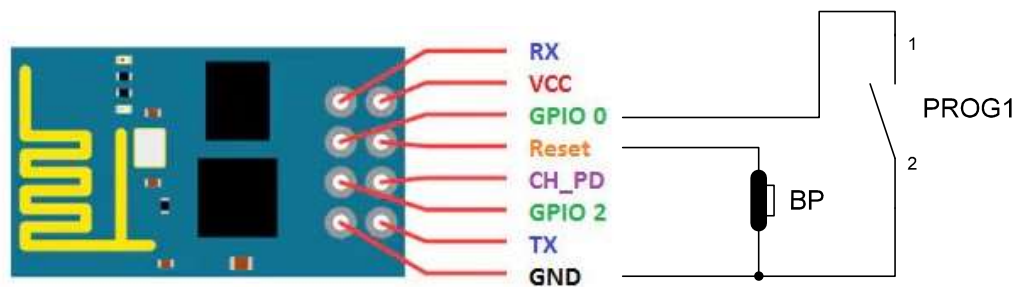 RX
VCC
GPIO 0
Reset
CH_PD
GPIO 2
TX
GND
BP
1
PROG1
2